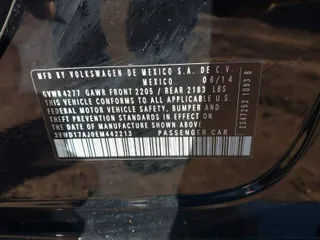 MFD BY VOLKSWAGEN DE MEXICO S.A. DE C.V.
MEXICO 06/14
GVWR4277 GAWR FRONT 2205 / REAR 2183 LBS
THIS VEHICLE CONFORMS TO ALL APPLICABLE U.S.
FEDERAL MOTOR VEHICLE SAFETY, BUMPER AND
THEFT PREVENTION STANDARDS IN EFFECT ON
THE DATE OF MANUFACTURE SHOWN ABOVE.
3VWD17AJ0EM442213 PASSENGER CAR
2347252 1093 B